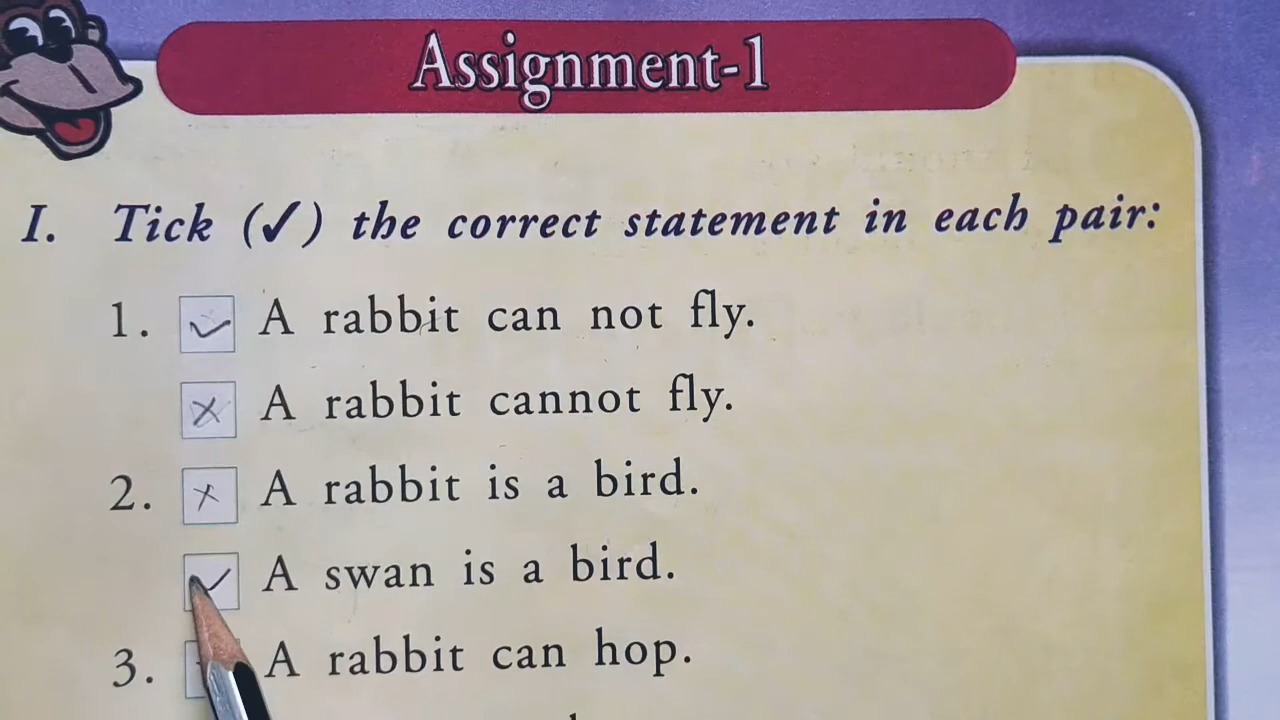 Assignment-1
I. Tick (✓) the correct statement in each pair:
1. ✓ A rabbit can not fly.
✗ A rabbit cannot fly.
2. ✗ A rabbit is a bird.
✓ A swan is a bird.
3. A rabbit can hop.